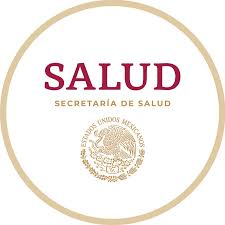 SALUD
SECRETARÍA DE SALUD
ESTADOS UNIDOS MEXICANOS